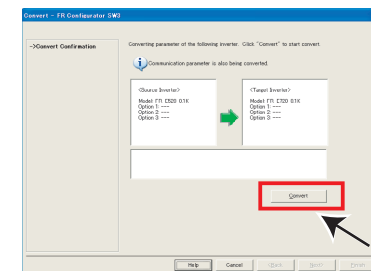 Convert - FR Configurator SW3
->Convert Confirmation
Converting parameter of the following inverter. Click "Convert" to start convert
Communication parameter is also being converted.
<Source Inverter>
Model: FR E520 0.1K
Option 1: ---
Option 2 ---
Option 3 ---
<Target Inverter>
Model: FR E720 0.1K
Option 1: ---
Option 2 ---
Option 3 ---
Convert
Help
Cancel
<Back
Next>
Finish